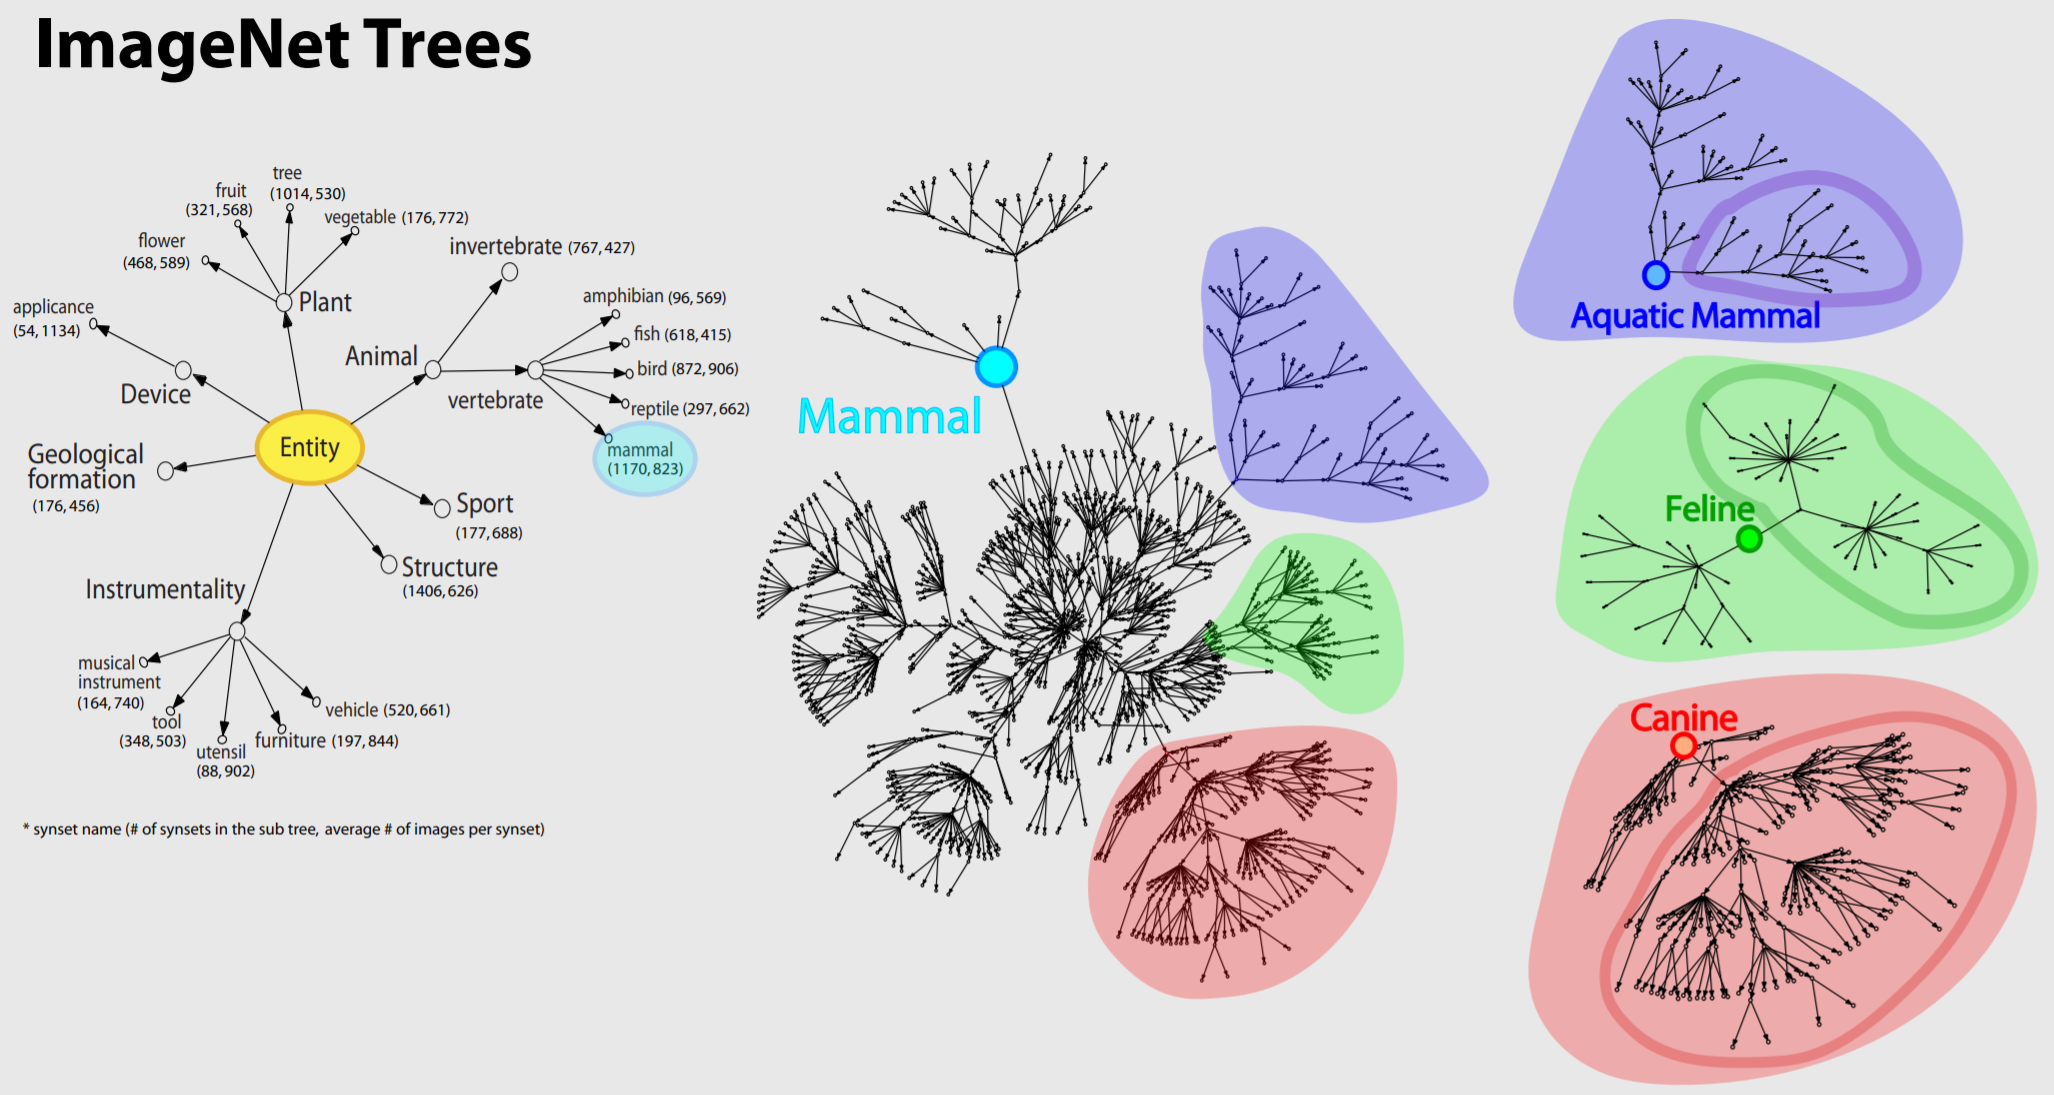 ImageNet Trees
tree
(1014,530)
fruit
(321,568)
vegetable (176,772)
flower
(468,589)
Plant
applicance
(54,1134)
Device
invertebrate (767,427)
Animal
vertebrate
amphibian (96,569)
fish (618,415)
bird (872,906)
reptile (297,662)
mammal
(1170,823)
Entity
Geological
formation
(176,456)
Sport
(177,688)
Structure
(1406,626)
Instrumentality
musical
instrument
(164,740)
tool
(348,503)
utensil
(88,902)
furniture (197,844)
vehicle (520,661)
* synset name (# of synsets in the sub tree, average # of images per synset)
Mammal
Aquatic Mammal
Feline
Canine